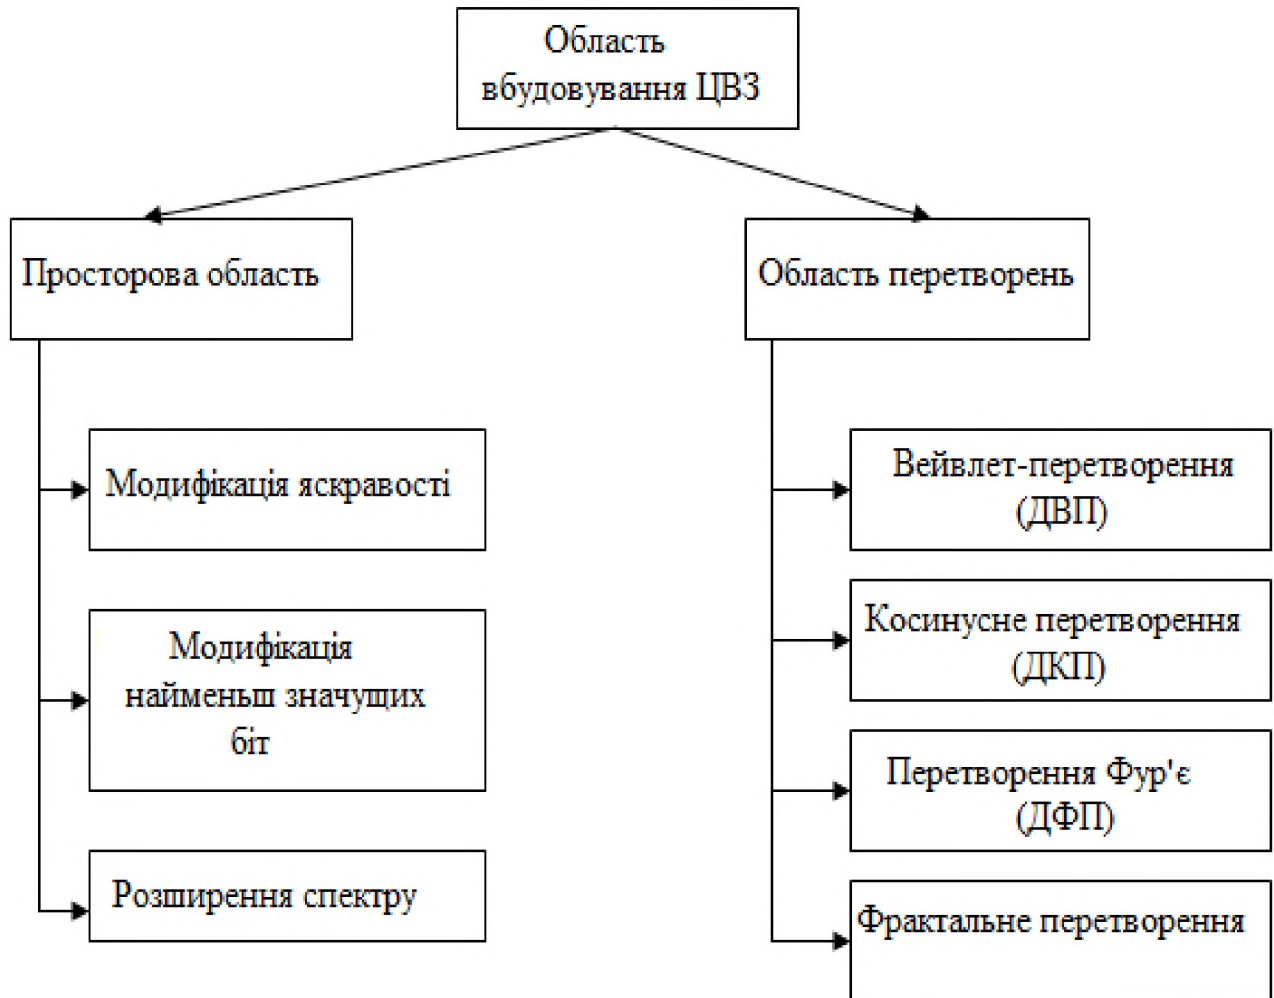 Область
вбудовування ЦВЗ
Просторова область
Область перетворень
Модифікація яскравості
Модифікація
найменьш значущих
біт
Розширення спектру
Вейвлет-перетворення
(ДВП)
Косинусне перетворення
(ДКП)
Перетворення Фур'є
(ДФП)
Фрактальне перетворення